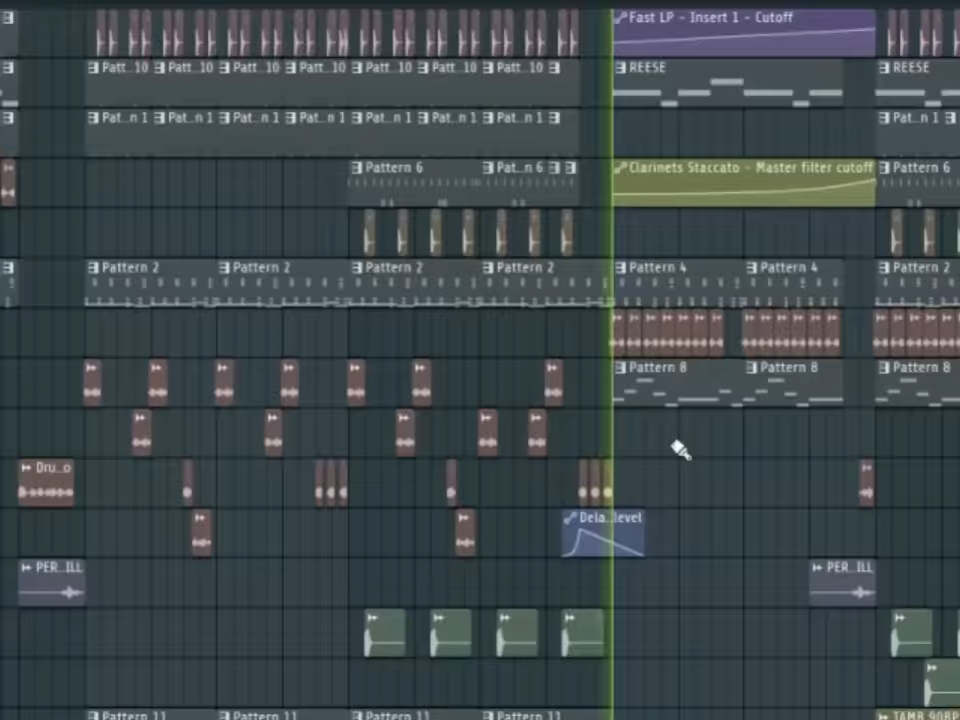 Fast LP - Insert 1 - Cutoff
Patt..10 Patt..10 Patt..10 Patt..10 Patt..10 Patt..10 Patt..10 REESE REESE
Pat..n 1 Pat..n 1 Pat..n 1 Pat..n 1 Pat..n 1 Pat..n 1 Pat..n 1 Pat..n 1
Pattern 6 Pat..n 6 Clarinets Staccato - Master filter cutoff Pattern 6
Pattern 2 Pattern 2 Pattern 2 Pattern 2 Pattern 4 Pattern 4 Pattern 2
Pattern 8 Pattern 8 Pattern 8
Dru..o
Dela..level
PER..ILL PER..ILL
Pattern 11 Pattern 11 Pattern 11 Pattern 11